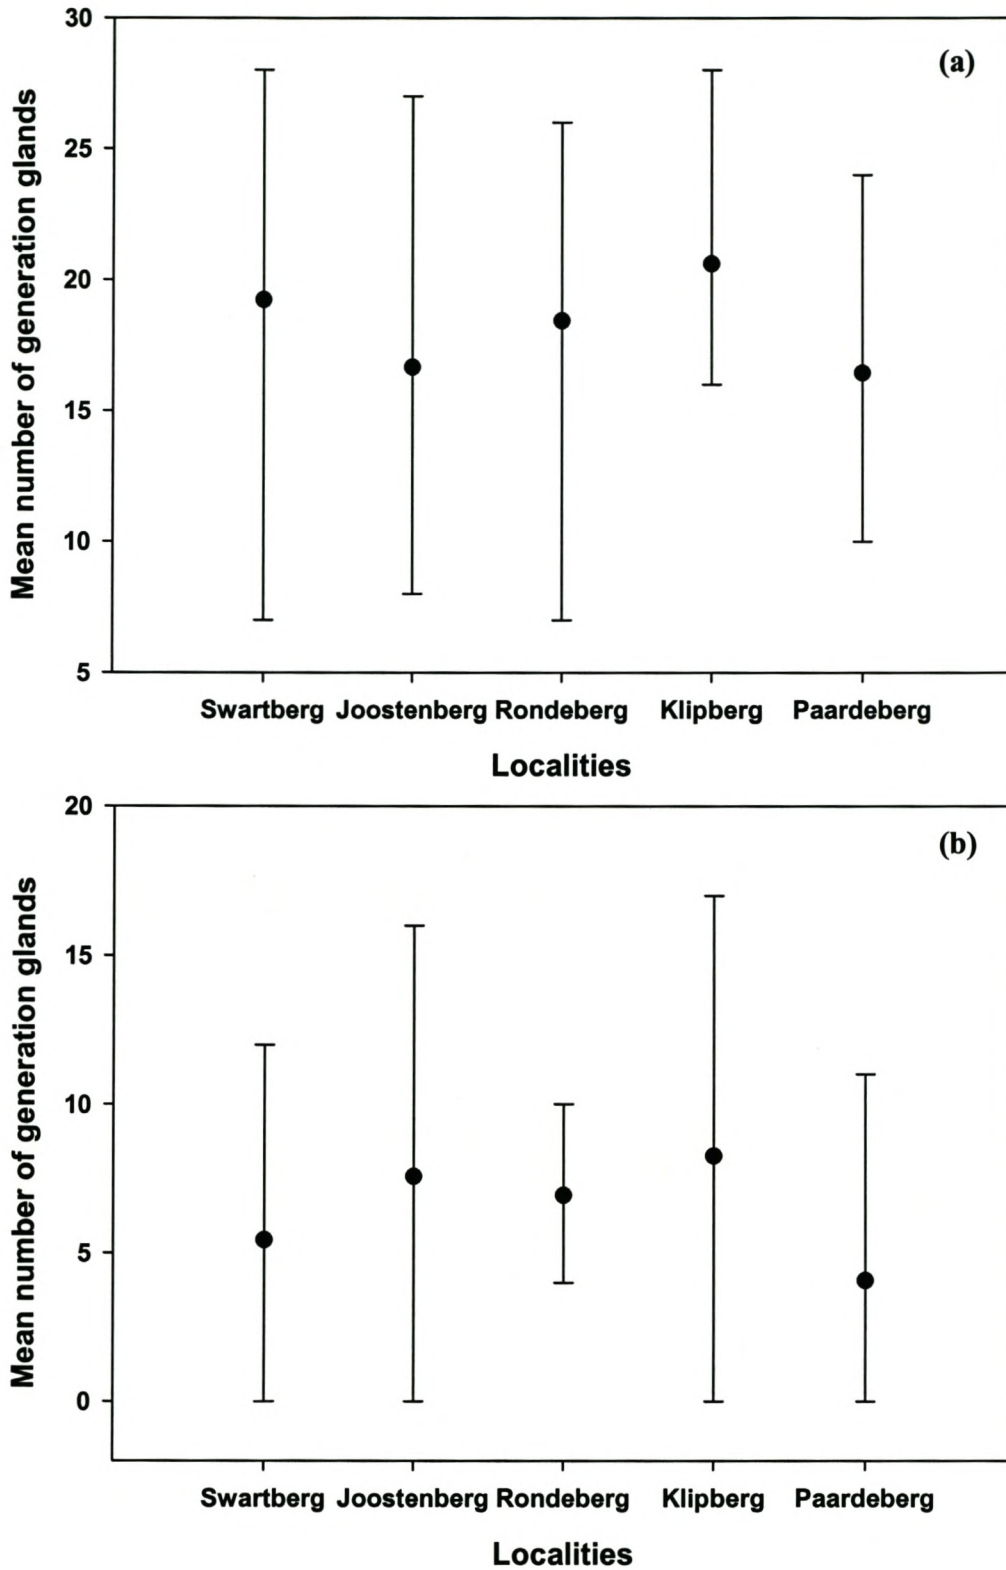 30
(a)
25
20
15
10
5
Mean number of generation glands
Swartberg Joostenberg Rondeberg Klipberg Paardeberg
Localities
20
(b)
15
10
5
0
Mean number of generation glands
Swartberg Joostenberg Rondeberg Klipberg Paardeberg
Localities